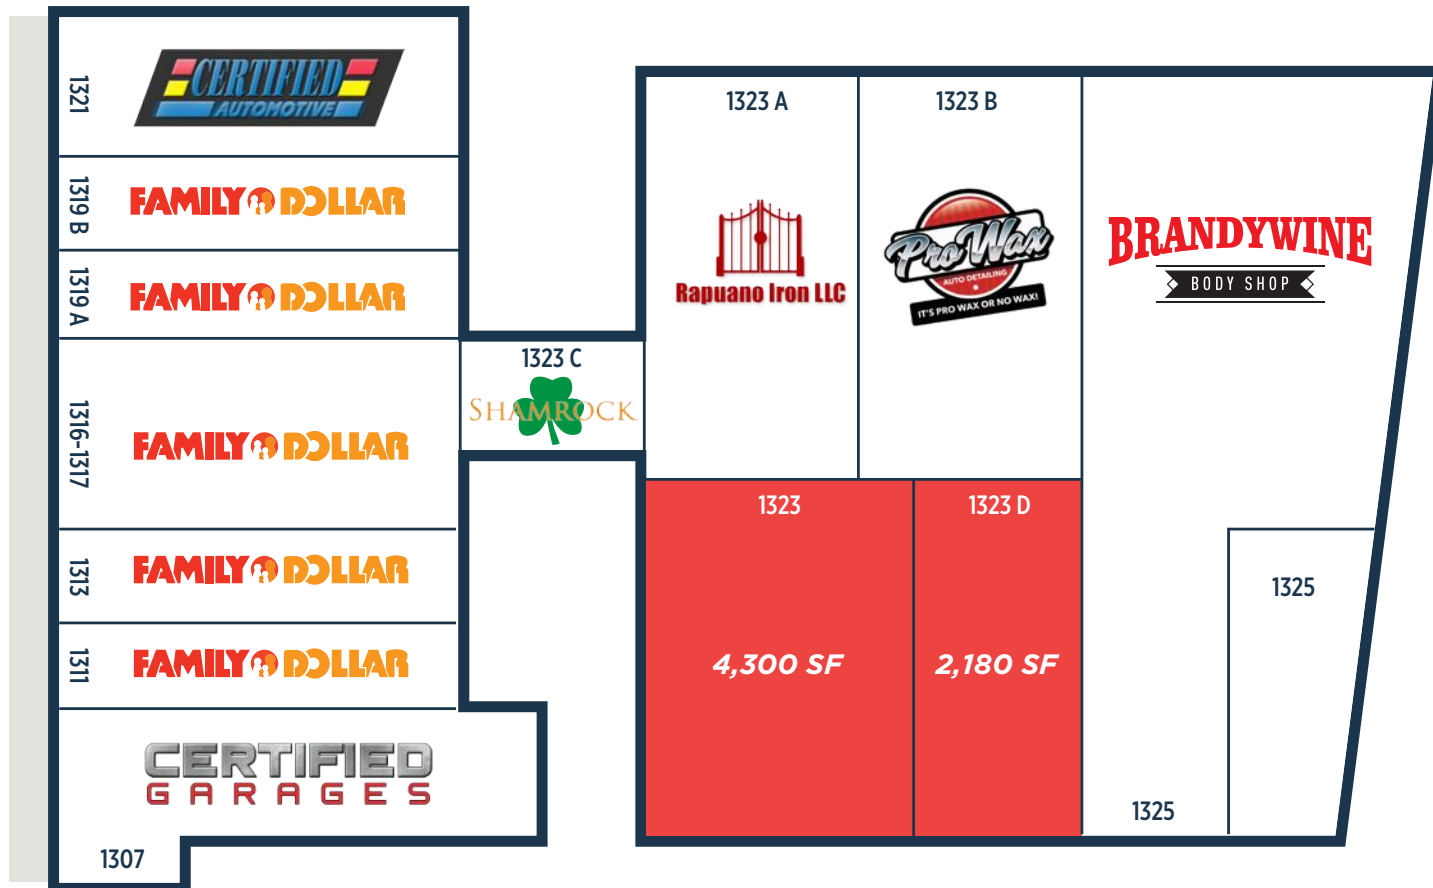 1321
CERTIFIED
AUTOMOTIVE
1319 B
FAMILY DOLLAR
1319 A
FAMILY DOLLAR
1316-1317
FAMILY DOLLAR
1313
FAMILY DOLLAR
1311
FAMILY DOLLAR
CERTIFIED
GARAGES
1307
1323 C
SHAMROCK
1323 A
Rapuano Iron LLC
1323 B
Pro Wax
AUTO DETAILING
IT'S PRO WAX OR NO WAX!
BRANDYWINE
BODY SHOP
1323
4,300 SF
1323 D
2,180 SF
1325
1325